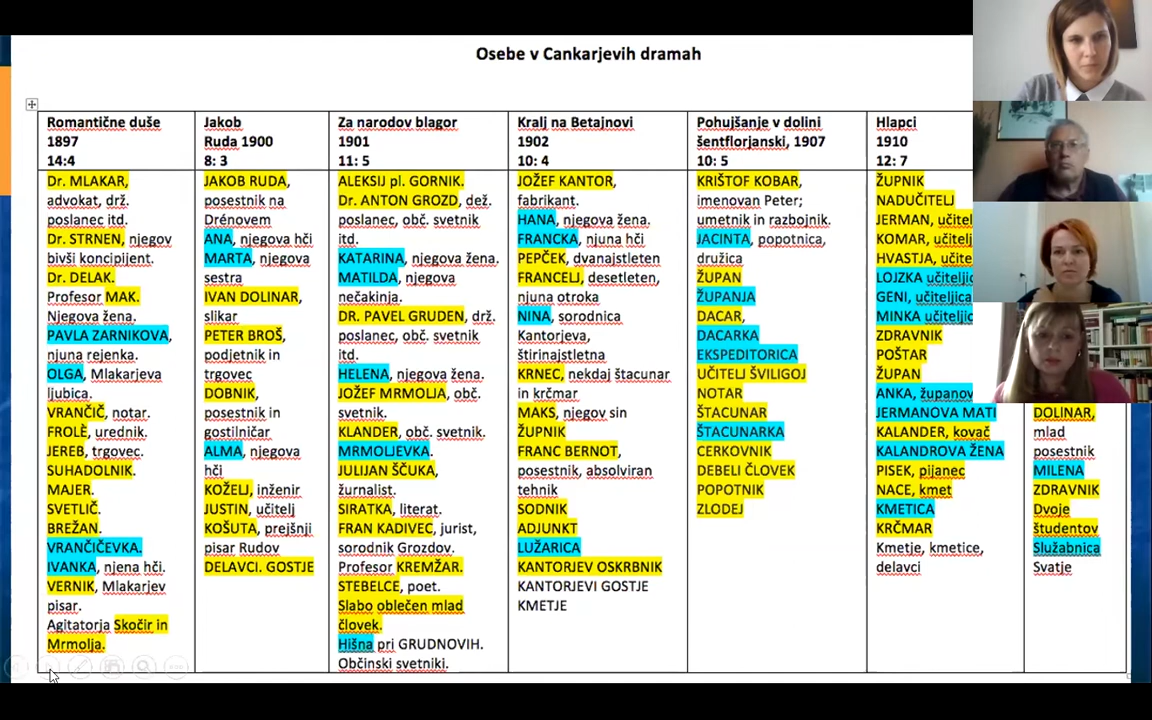 Osebe v Cankarjevih dramah
Romantične duše
1897
14:4
Dr. MLAKAR,
advokat, drž.
poslanec itd.
Dr. STRNEN, njegov
bivši koncipijent.
Dr. DELAK.
Profesor MAK.
Njegova žena.
PAVLA ZARNIKOVA,
njuna rejenka.
OLGA, Mlakarjeva
ljubica.
VRANČIČ, notar.
FROLÈ, urednik.
JEREB, trgovec.
SUHADOLNIK.
MAJER.
SVETLIČ.
BREŽAN.
VRANČIČEVKA.
IVANKA, njena hči.
VERNIK, Mlakarjev
pisar.
Agitatorja Skočir in
Mrmolja.
Jakob
Ruda 1900
8: 3
JAKOB RUDA,
posestnik na
Drénovem
ANA, njegova hči
MARTA, njegova
sestra
IVAN DOLINAR,
slikar
PETER BROŠ,
podjetnik in
trgovec
DOBNIK,
posestnik in
gostilničar
ALMA, njegova
hči
KOŽELJ, inženir
JUSTIN, učitelj
KOŠUTA, prejšnji
pisar Rudov
DELAVCI. GOSTJE
Za narodov blagor
1901
11: 5
ALEKSIJ pl. GORNIK.
Dr. ANTON GROZD, dež.
poslanec, obč. svetnik
itd.
KATARINA, njegova žena.
MATILDA, njegova
nečakinja.
DR. PAVEL GRUDEN, drž.
poslanec, obč. svetnik
itd.
HELENA, njegova žena.
JOŽEF MRMOLJA, obč.
svetnik.
KLANDER, obč. svetnik.
MRMOLJEVKA.
JULIJAN ŠČUKA,
žurnalist.
SIRATKA, literat.
FRAN KADIVEC, jurist,
sorodnik Grozdov.
Profesor KREMŽAR.
STEBELCE, poet.
Slabo oblečen mlad
človek.
Hišna pri GRUDNOVIH.
Občinski svetniki.
Kralj na Betajnovi
1902
10: 4
JOŽEF KANTOR,
fabrikant.
HANA, njegova žena.
FRANCKA, njuna hči
PEPČEK, dvanajstleten
FRANCELJ, desetleten,
njuna otroka
NINA, sorodnica
Kantorjeva,
štirinajstletna
KRNEC, nekdaj štacunar
in krčmar
MAKS, njegov sin
ŽUPNIK
FRANC BERNOT,
posestnik, absolviran
tehnik
SODNIK
ADJUNKT
LUŽARICA
KANTORJEV OSKRBNIK
KANTORJEVI GOSTJE
KMETJE
Pohujšanje v dolini
šentflorjanski, 1907
10: 5
KRIŠTOF KOBAR,
imenovan Peter;
umetnik in razbojnik.
JACINTA, popotnica,
družica
ŽUPAN
ŽUPANJA
DACAR,
DACARKA
EKSPEDITORICA
UČITELJ ŠVILIGOJ
NOTAR
ŠTACUNAR
ŠTACUNARKA
CERKOVNIK
DEBELI ČLOVEK
POPOTNIK
ZLODEJ
Hlapci
1910
12: 7
ŽUPNIK
NADUČITELJ
JERMAN, učitel
KOMAR, učitelj
HVASTJA, učite
LOJZKA učiteljic
GENI, učiteljica
MINKA učiteljic
ZDRAVNIK
POŠTAR
ŽUPAN
ANKA, županov
JERMANOVA MATI
KALANDER, kovač
KALANDROVA ŽENA
PISEK, pijanec
NACE, kmet
KMETICA
KRČMAR
Kmetje, kmetice,
delavci
DOLINAR,
mlad
posestnik
MILENA
ZDRAVNIK
Dvoje
študentov
Služabnica
Svatje